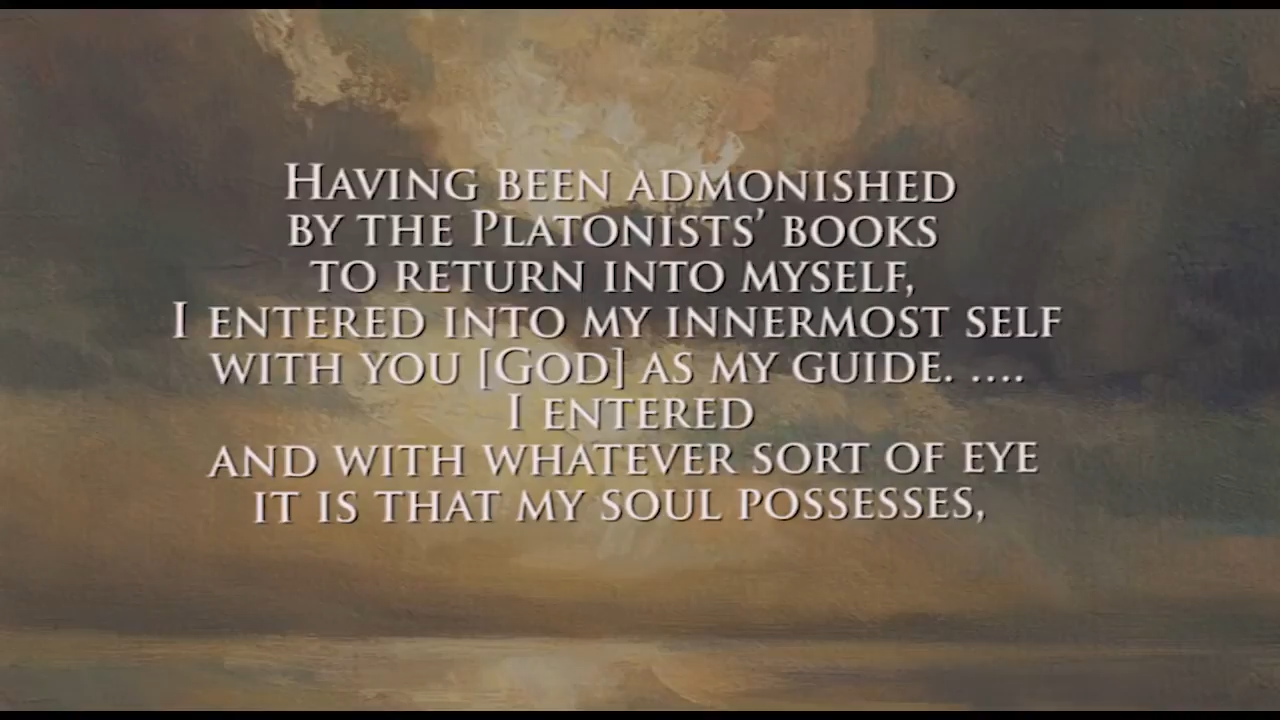 Having been admonished
by the Platonists’ books
to return into myself,
I entered into my innermost self
with you [God] as my guide. ....
I entered
and with whatever sort of eye
it is that my soul possesses,